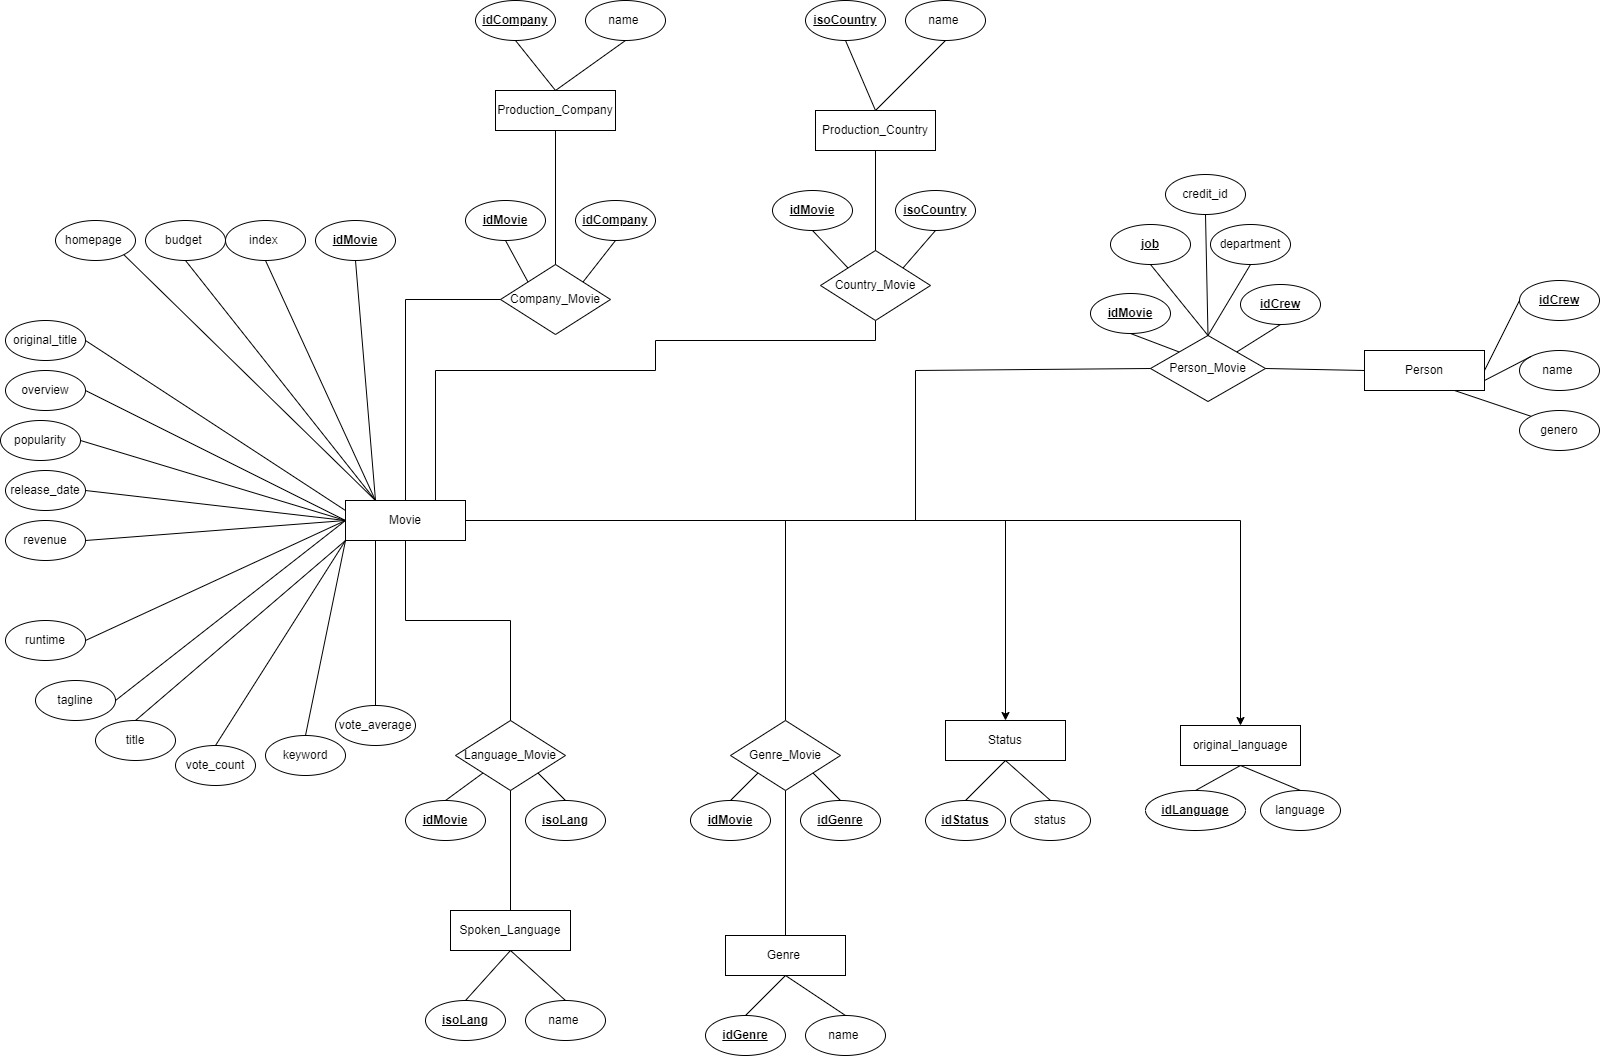 idCompany
name
isoCountry
name
Production_Company
Production_Country
credit_id
idMovie
idCompany
idMovie
isoCountry
homepage
budget
index
idMovie
job
department
Company_Movie
Country_Movie
idMovie
idCrew
idCrew
original_title
Person_Movie
Person
name
overview
genero
popularity
release_date
Movie
revenue
runtime
tagline
title
vote_count
keyword
vote_average
Language_Movie
Genre_Movie
Status
original_language
idMovie
isoLang
idMovie
idGenre
idStatus
status
idLanguage
language
Spoken_Language
Genre
isoLang
name
idGenre
name